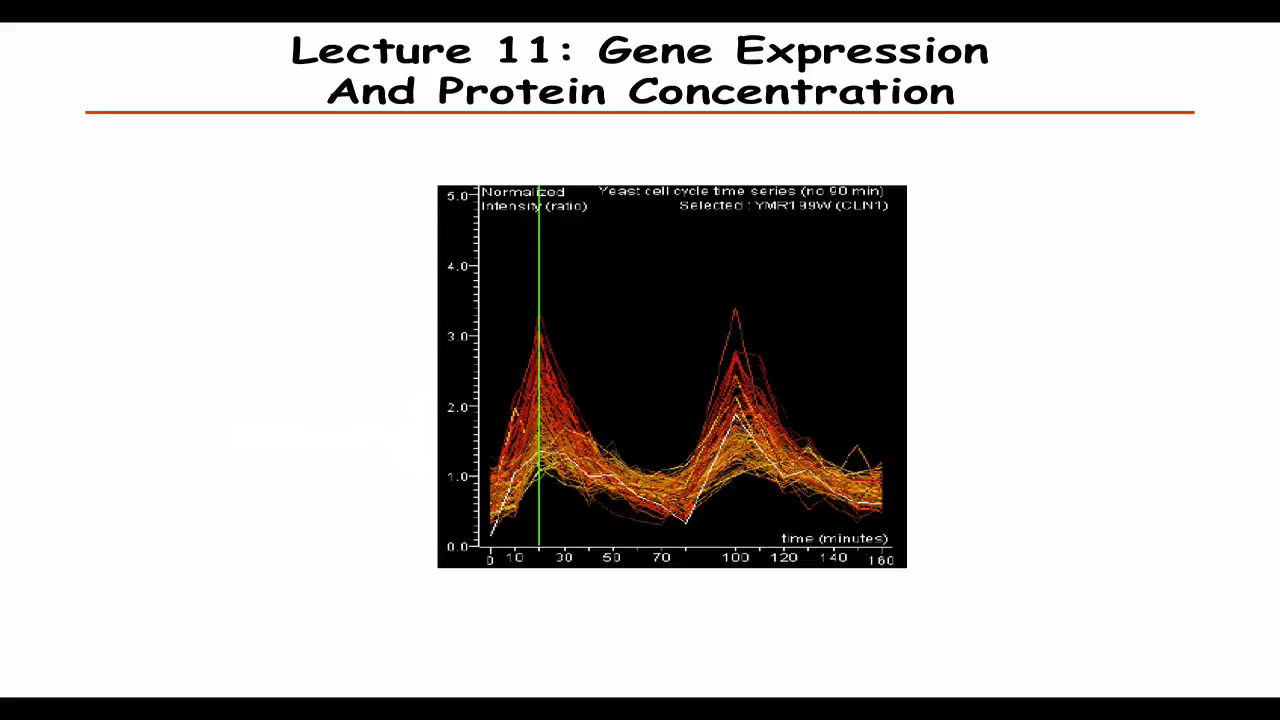 Lecture 11: Gene Expression
And Protein Concentration
Normalized
Intensity (ratio)
Yeast cell cycle time series (no 90 min)
Selected : YMR199W (CLN1)
5.0
4.0
3.0
2.0
1.0
0.0
time (minutes)
0 10 30 50 70 100 120 140 160